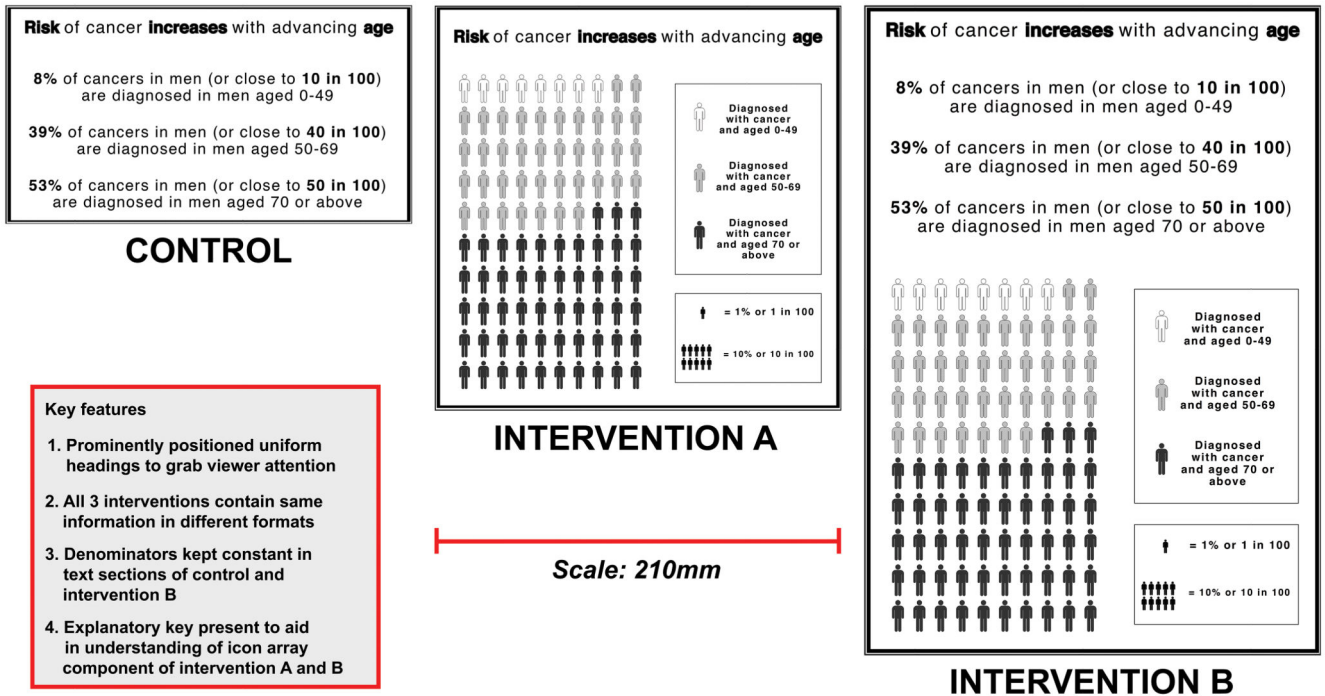 Risk of cancer increases with advancing age
8% of cancers in men (or close to 10 in 100)
are diagnosed in men aged 0-49
39% of cancers in men (or close to 40 in 100)
are diagnosed in men aged 50-69
53% of cancers in men (or close to 50 in 100)
are diagnosed in men aged 70 or above
CONTROL
Key features
1. Prominently positioned uniform
headings to grab viewer attention
2. All 3 interventions contain same
information in different formats
3. Denominators kept constant in
text sections of control and
intervention B
4. Explanatory key present to aid
in understanding of icon array
component of intervention A and B
Risk of cancer increases with advancing age
Diagnosed
with cancer
and aged 0-49
Diagnosed
with cancer
and aged 50-69
Diagnosed
with cancer
and aged 70 or
above
= 1% or 1 in 100
= 10% or 10 in 100
INTERVENTION A
Scale: 210mm
Risk of cancer increases with advancing age
8% of cancers in men (or close to 10 in 100)
are diagnosed in men aged 0-49
39% of cancers in men (or close to 40 in 100)
are diagnosed in men aged 50-69
53% of cancers in men (or close to 50 in 100)
are diagnosed in men aged 70 or above
Diagnosed
with cancer
and aged 0-49
Diagnosed
with cancer
and aged 50-69
Diagnosed
with cancer
and aged 70 or
above
= 1% or 1 in 100
= 10% or 10 in 100
INTERVENTION B